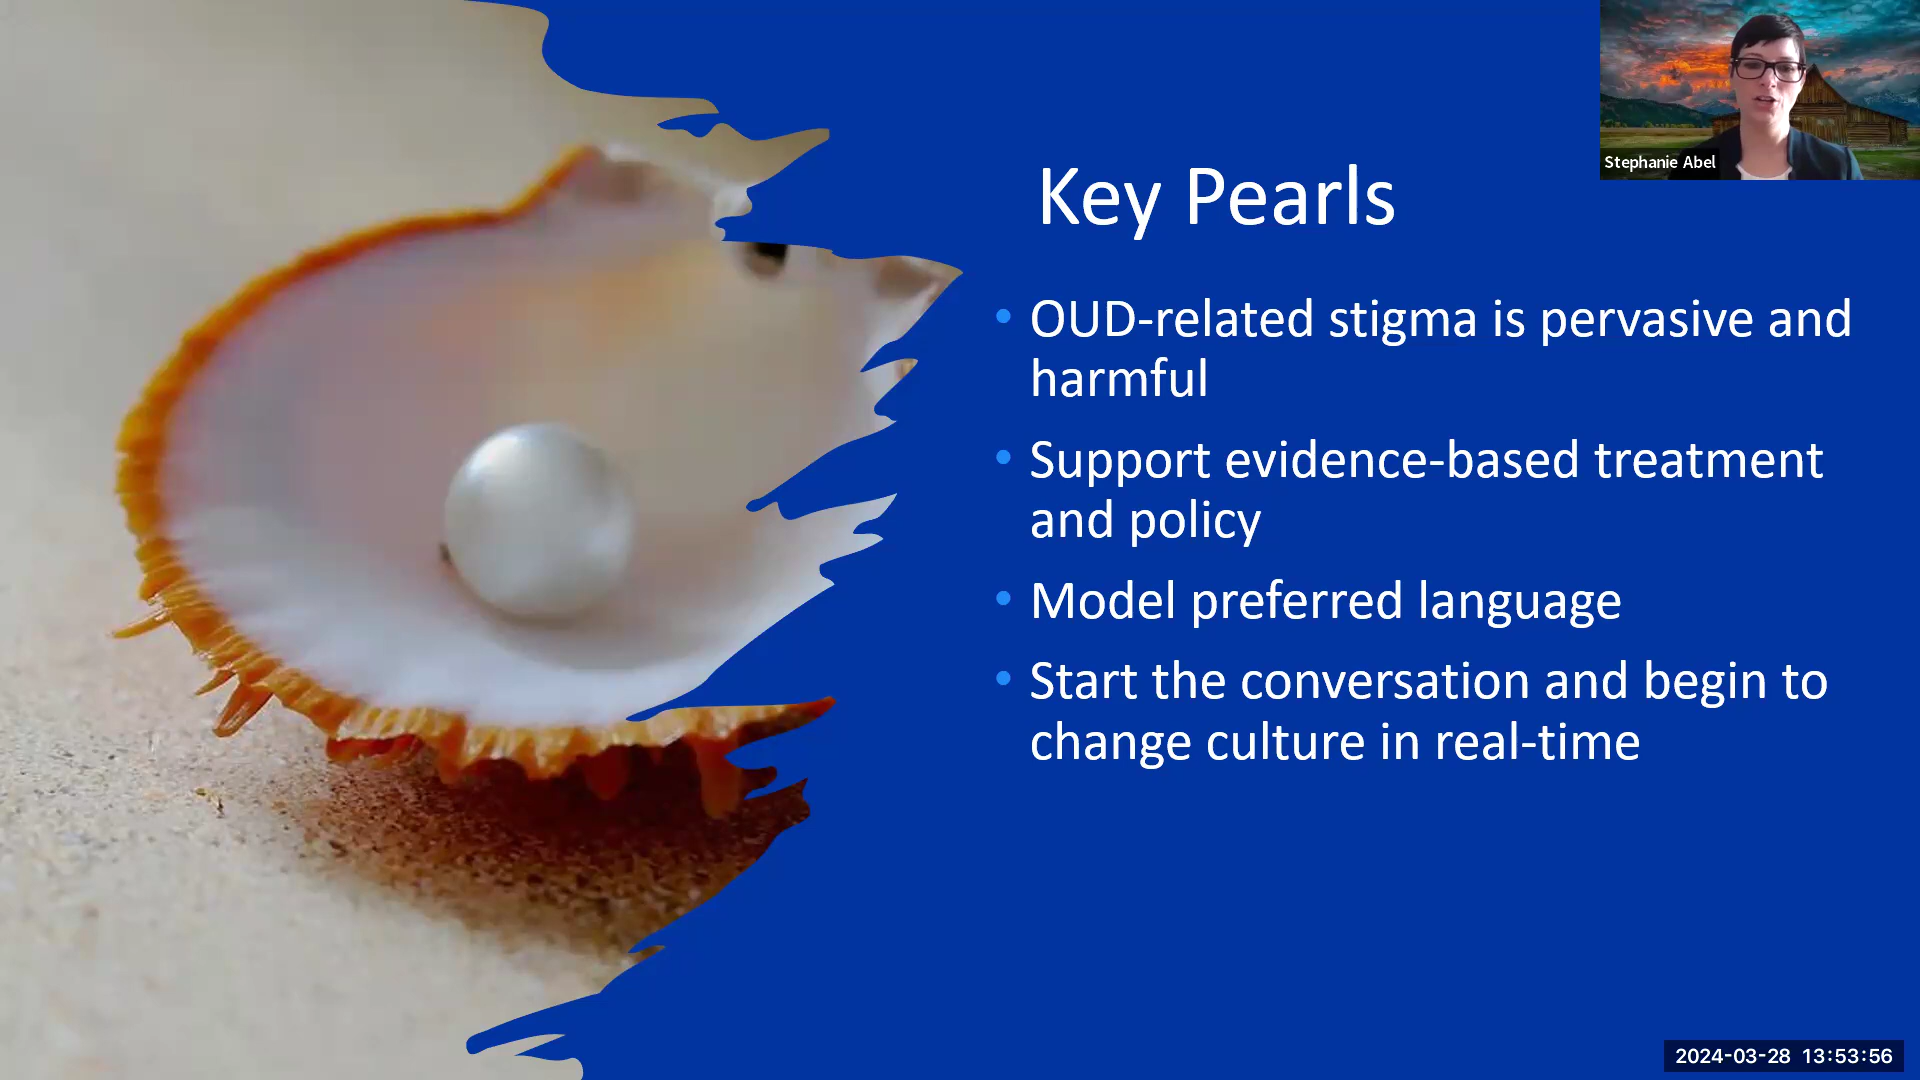 Stephanie Abel
Key Pearls
• OUD-related stigma is pervasive and
harmful
• Support evidence-based treatment
and policy
• Model preferred language
• Start the conversation and begin to
change culture in real-time
2024-03-28 13:53:56